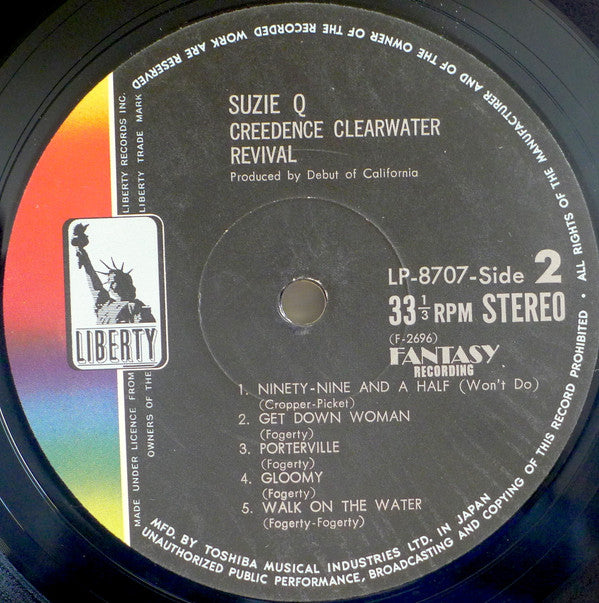 SUZIE Q
CREEDENCE CLEARWATER
REVIVAL
Produced by Debut of California
LP-8707-Side 2
33 1/3 RPM STEREO
(F-2696)
FANTASY
RECORDING
1. NINETY-NINE AND A HALF (Won't Do)
(Cropper-Picket)
2. GET DOWN WOMAN
(Fogerty)
3. PORTERVILLE
(Fogerty)
4. GLOOMY
(Fogerty)
5. WALK ON THE WATER
(Fogerty-Fogerty)
LIBERTY
MADE UNDER LICENCE FROM LIBERTY RECORDS INC.
OWNERS OF THE LIBERTY TRADE MARK
MFD. BY TOSHIBA MUSICAL INDUSTRIES LTD. IN JAPAN
ALL RIGHTS OF THE MANUFACTURER AND OF THE OWNER OF THE RECORDED WORK ARE RESERVED
UNAUTHORIZED PUBLIC PERFORMANCE, BROADCASTING AND COPYING OF THIS RECORD PROHIBITED •